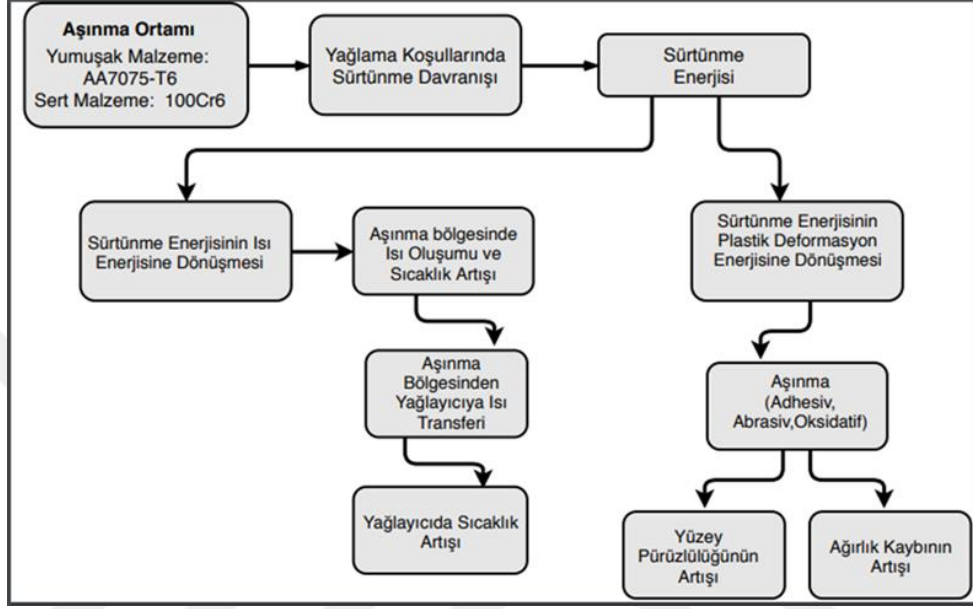 Aşınma Ortamı
Yumuşak Malzeme:
AA7075-T6
Sert Malzeme: 100Cr6
Yağlama Koşullarında
Sürtünme Davranışı
Sürtünme
Enerjisi
Sürtünme Enerjisinin Isı
Enerjisine Dönüşmesi
Aşınma bölgesinde
Isı Oluşumu ve
Sıcaklık Artışı
Sürtünme Enerjisinin
Plastik Deformasyon
Enerjisine Dönüşmesi
Aşınma
Bölgesinden
Yağlayıcıya Isı
Transferi
Aşınma
(Adhesiv,
Abrasiv,Oksidatif)
Yağlayıcıda Sıcaklık
Artışı
Yüzey
Pürüzlülüğünün
Artışı
Ağırlık Kaybının
Artışı